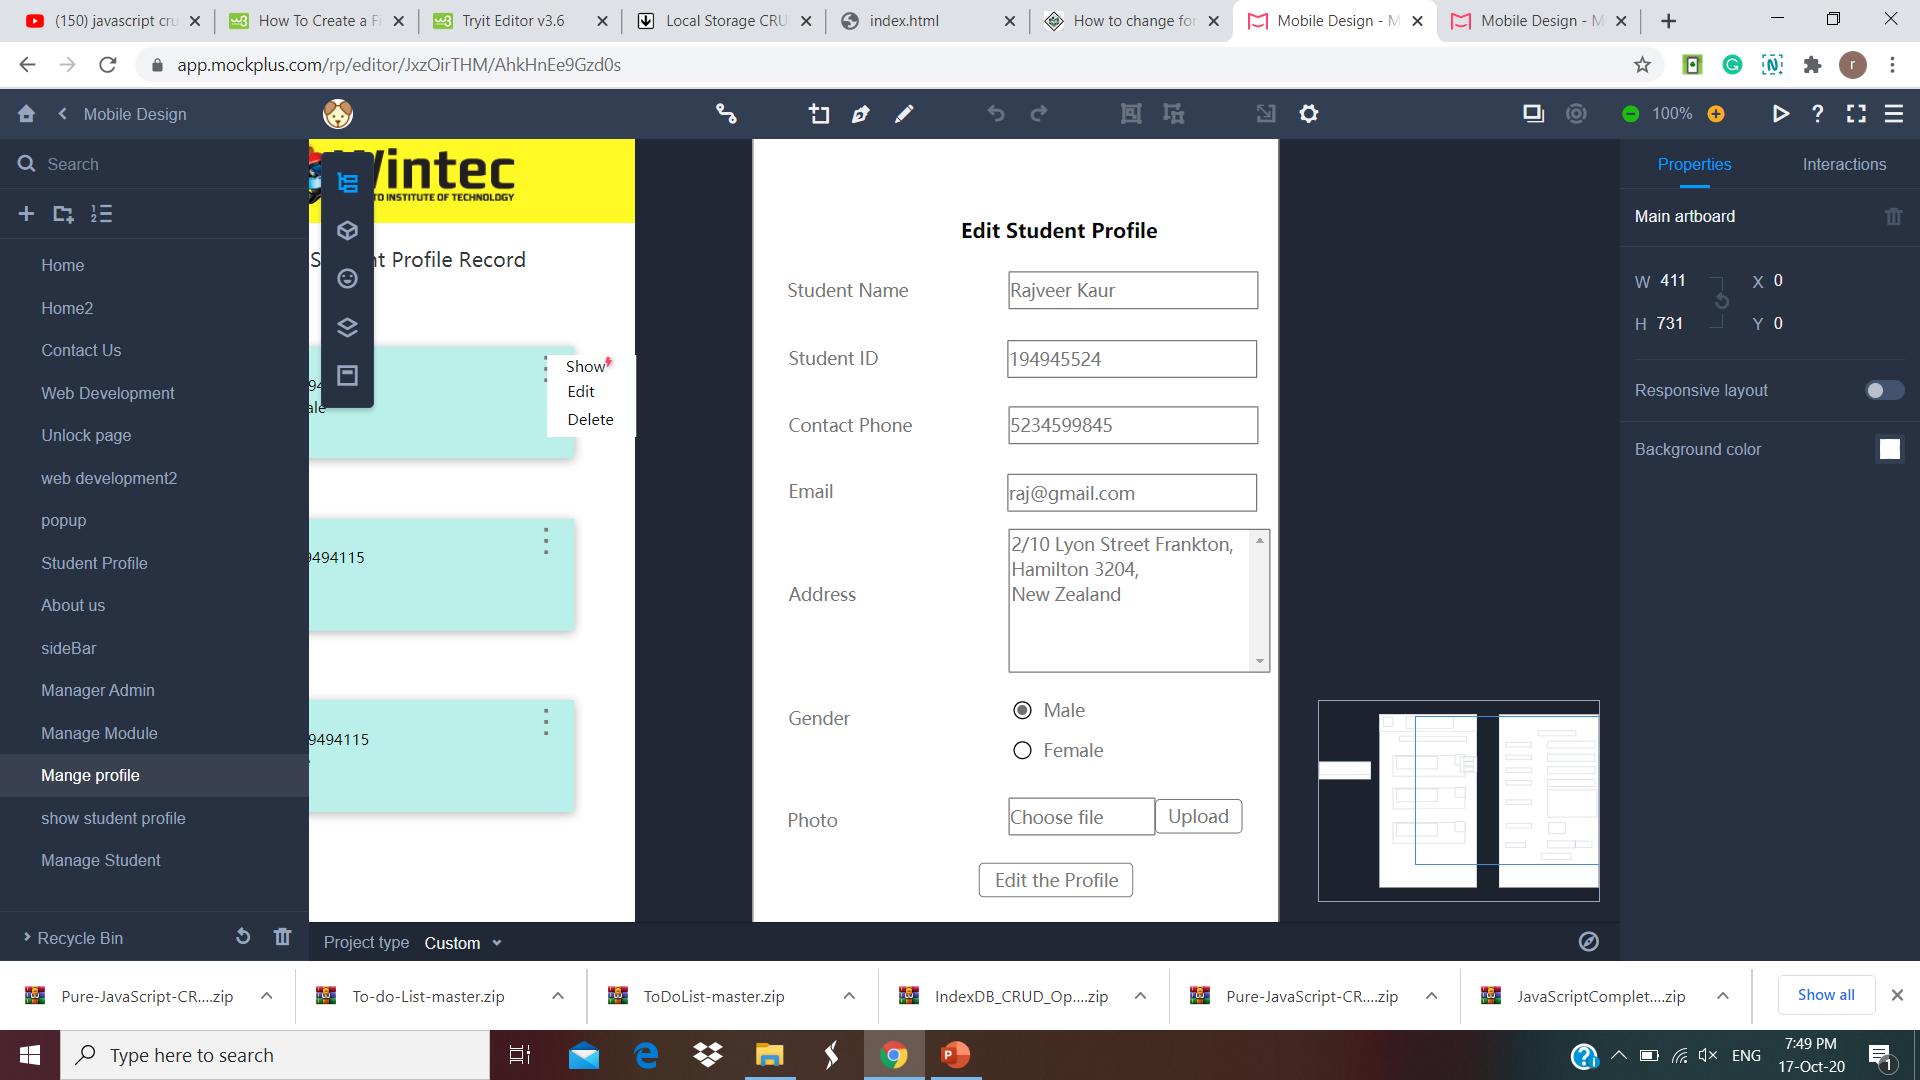 (150) javascript cru
How To Create a Fi
Tryit Editor v3.6
Local Storage CRU
index.html
How to change for
Mobile Design - M
Mobile Design - M
app.mockplus.com/rp/editor/JxzOirTHM/AhkHnEe9Gzd0s
r
Mobile Design
100%
?
Search
Home
Home2
Contact Us
Web Development
Unlock page
web development2
popup
Student Profile
About us
sideBar
Manager Admin
Manage Module
Mange profile
show student profile
Manage Student
Recycle Bin
Wintec
TO INSTITUTE OF TECHNOLOGY
nt Profile Record
Show
Edit
Delete
9494115
9494115
Edit Student Profile
Student Name
Rajveer Kaur
Student ID
194945524
Contact Phone
5234599845
Email
raj@gmail.com
Address
2/10 Lyon Street Frankton,
Hamilton 3204,
New Zealand
Gender
Male
Female
Photo
Choose file
Upload
Edit the Profile
Project type
Custom
Properties
Interactions
Main artboard
W 411
X 0
H 731
Y 0
Responsive layout
Background color
Pure-JavaScript-CR....zip
To-do-List-master.zip
ToDoList-master.zip
IndexDB_CRUD_Op....zip
Pure-JavaScript-CR....zip
JavaScriptComplet....zip
Show all
Type here to search
ENG
7:49 PM
17-Oct-20
1